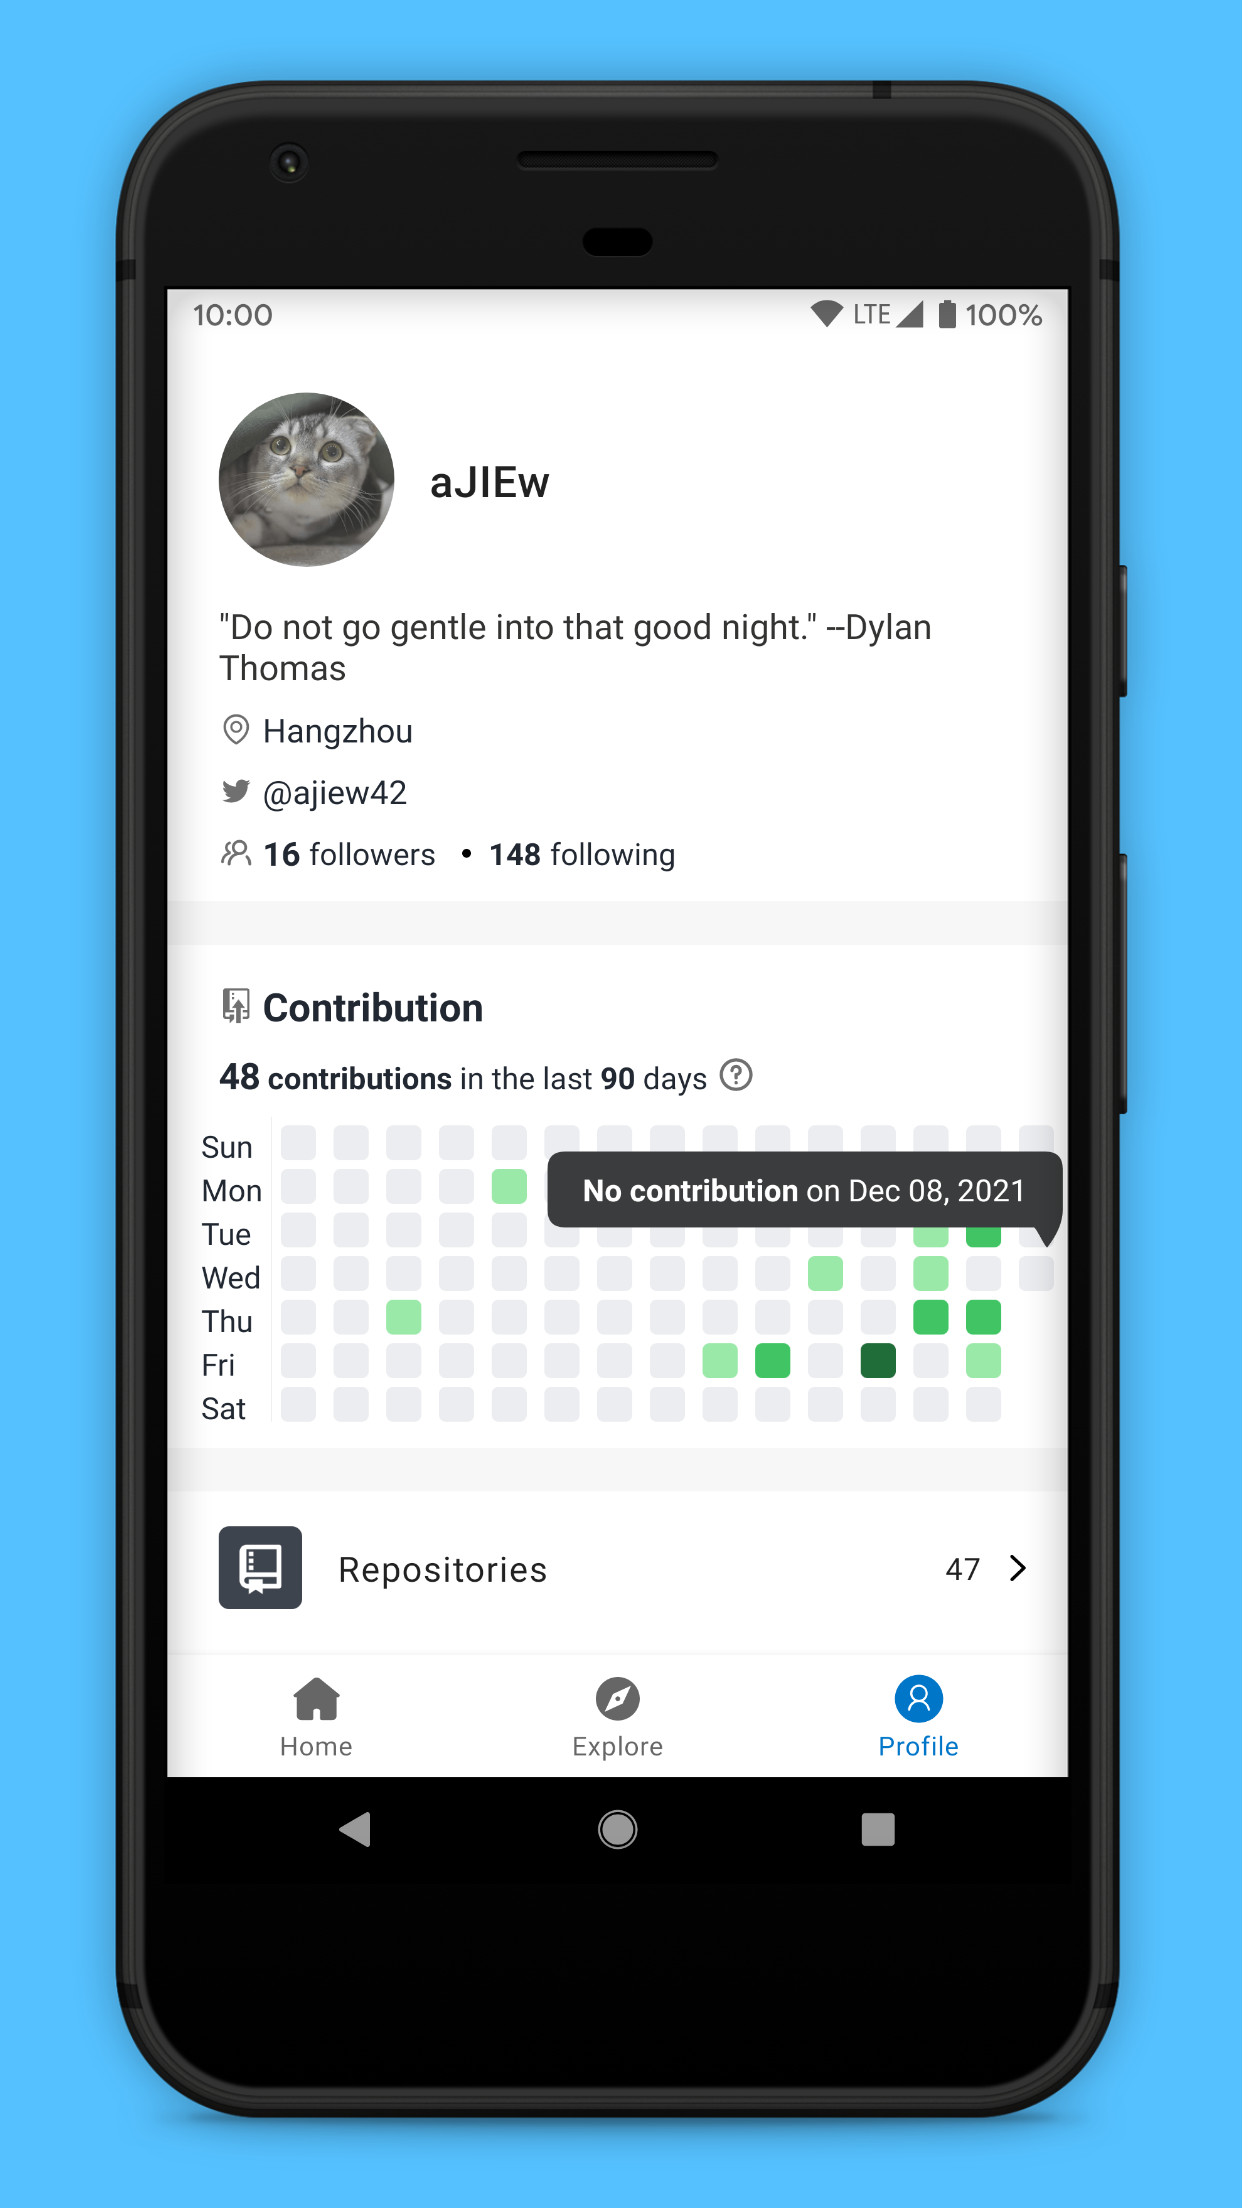 10:00 LTE 100%
aJIEw
"Do not go gentle into that good night." --Dylan
Thomas
Hangzhou
@ajiew42
16 followers • 148 following
Contribution
48 contributions in the last 90 days ?
Sun
Mon
No contribution on Dec 08, 2021
Tue
Wed
Thu
Fri
Sat
Repositories 47
Home Explore Profile